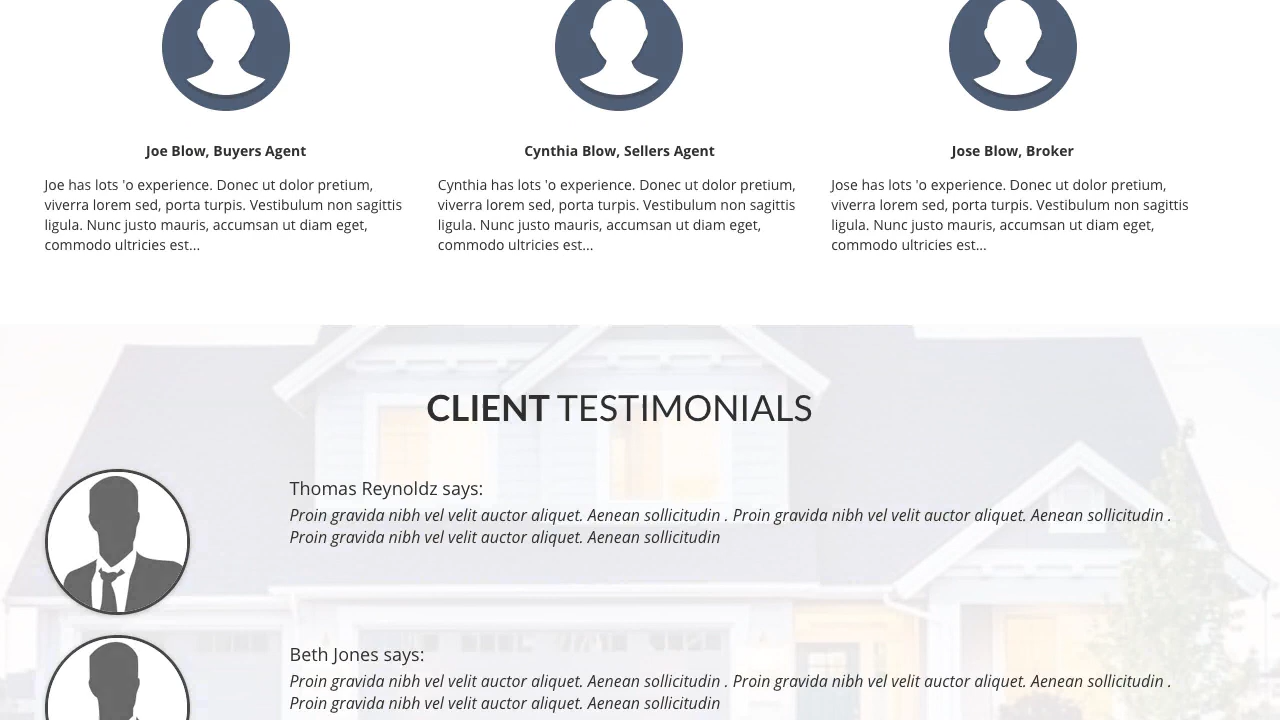 Joe Blow, Buyers Agent
Joe has lots 'o experience. Donec ut dolor pretium,
viverra lorem sed, porta turpis. Vestibulum non sagittis
ligula. Nunc justo mauris, accumsan ut diam eget,
commodo ultricies est...
Cynthia Blow, Sellers Agent
Cynthia has lots 'o experience. Donec ut dolor pretium,
viverra lorem sed, porta turpis. Vestibulum non sagittis
ligula. Nunc justo mauris, accumsan ut diam eget,
commodo ultricies est...
Jose Blow, Broker
Jose has lots 'o experience. Donec ut dolor pretium,
viverra lorem sed, porta turpis. Vestibulum non sagittis
ligula. Nunc justo mauris, accumsan ut diam eget,
commodo ultricies est...
CLIENT TESTIMONIALS
Thomas Reynoldz says:
Proin gravida nibh vel velit auctor aliquet. Aenean sollicitudin . Proin gravida nibh vel velit auctor aliquet. Aenean sollicitudin .
Proin gravida nibh vel velit auctor aliquet. Aenean sollicitudin
Beth Jones says:
Proin gravida nibh vel velit auctor aliquet. Aenean sollicitudin . Proin gravida nibh vel velit auctor aliquet. Aenean sollicitudin .
Proin gravida nibh vel velit auctor aliquet. Aenean sollicitudin